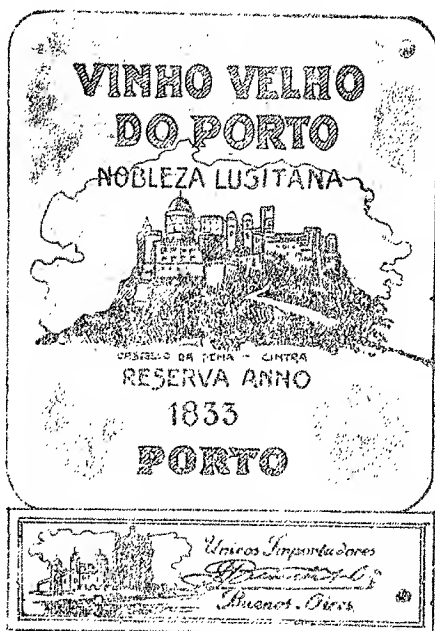 VINHO VELHO
DO PORTO
NOBLEZA LUSITANA
CASTELLO DA PENA - CINTRA
RESERVA ANNO
1833
PORTO
Unicos Importadores
Buenos Aires